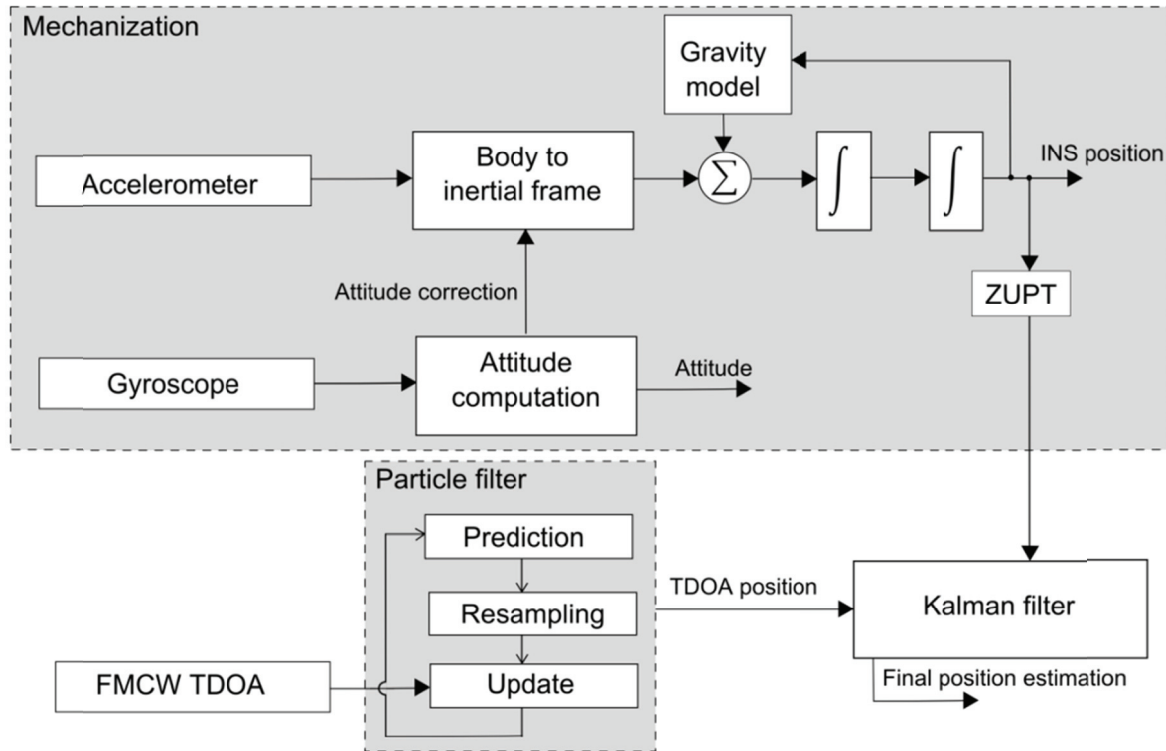 Mechanization
Gravity
model
Body to
inertial frame
INS position
Accelerometer
∑
∫
∫
Attitude correction
ZUPT
Gyroscope
Attitude
computation
Attitude
Particle filter
Prediction
TDOA position
Resampling
Kalman filter
FMCW TDOA
Update
Final position estimation